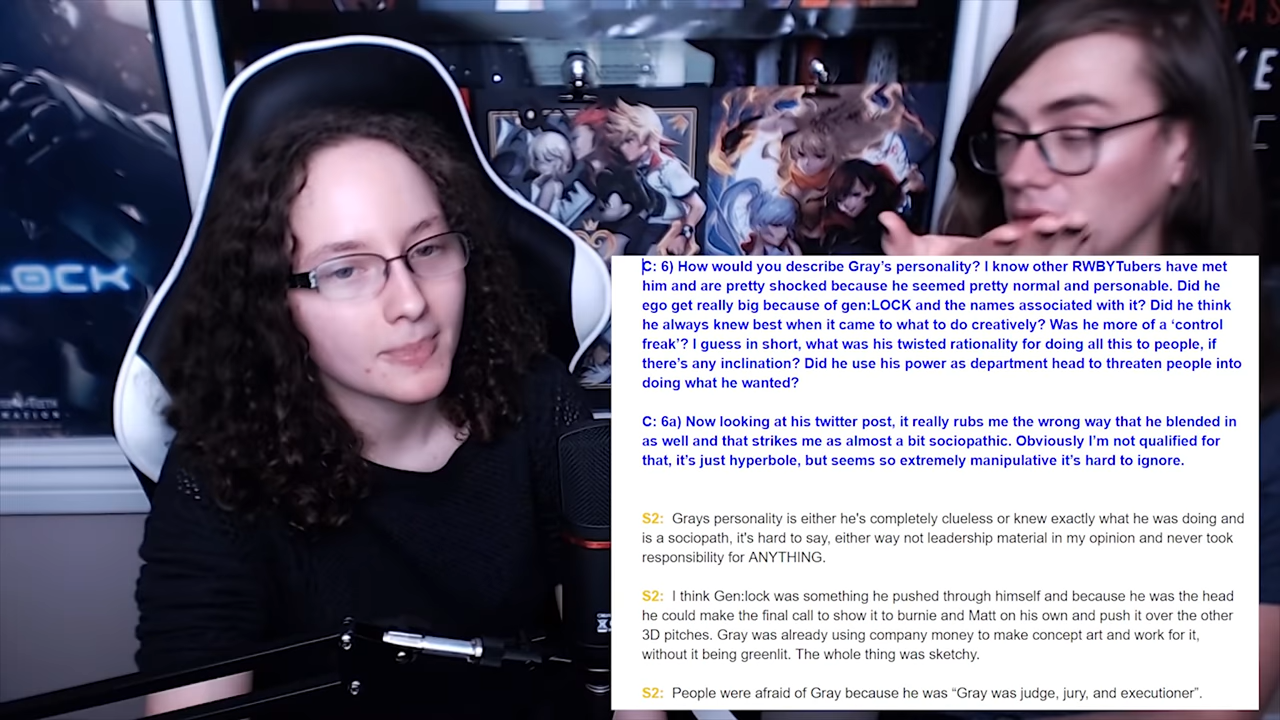 LOCK
C: 6) How would you describe Gray's personality? I know other RWBYTubers have met
him and are pretty shocked because he seemed pretty normal and personable. Did he
ego get really big because of gen:LOCK and the names associated with it? Did he think
he always knew best when it came to what to do creatively? Was he more of a 'control
freak'? I guess in short, what was his twisted rationality for doing all this to people, if
there's any inclination? Did he use his power as department head to threaten people into
doing what he wanted?
C: 6a) Now looking at his twitter post, it really rubs me the wrong way that he blended in
as well and that strikes me as almost a bit sociopathic. Obviously I'm not qualified for
that, it's just hyperbole, but seems so extremely manipulative it's hard to ignore.
S2: Grays personality is either he's completely clueless or knew exactly what he was doing and
is a sociopath, it's hard to say, either way not leadership material in my opinion and never took
responsibility for ANYTHING.
S2: I think Gen:lock was something he pushed through himself and because he was the head
he could make the final call to show it to burnie and Matt on his own and push it over the other
3D pitches. Gray was already using company money to make concept art and work for it,
without it being greenlit. The whole thing was sketchy.
S2: People were afraid of Gray because he was "Gray was judge, jury, and executioner".